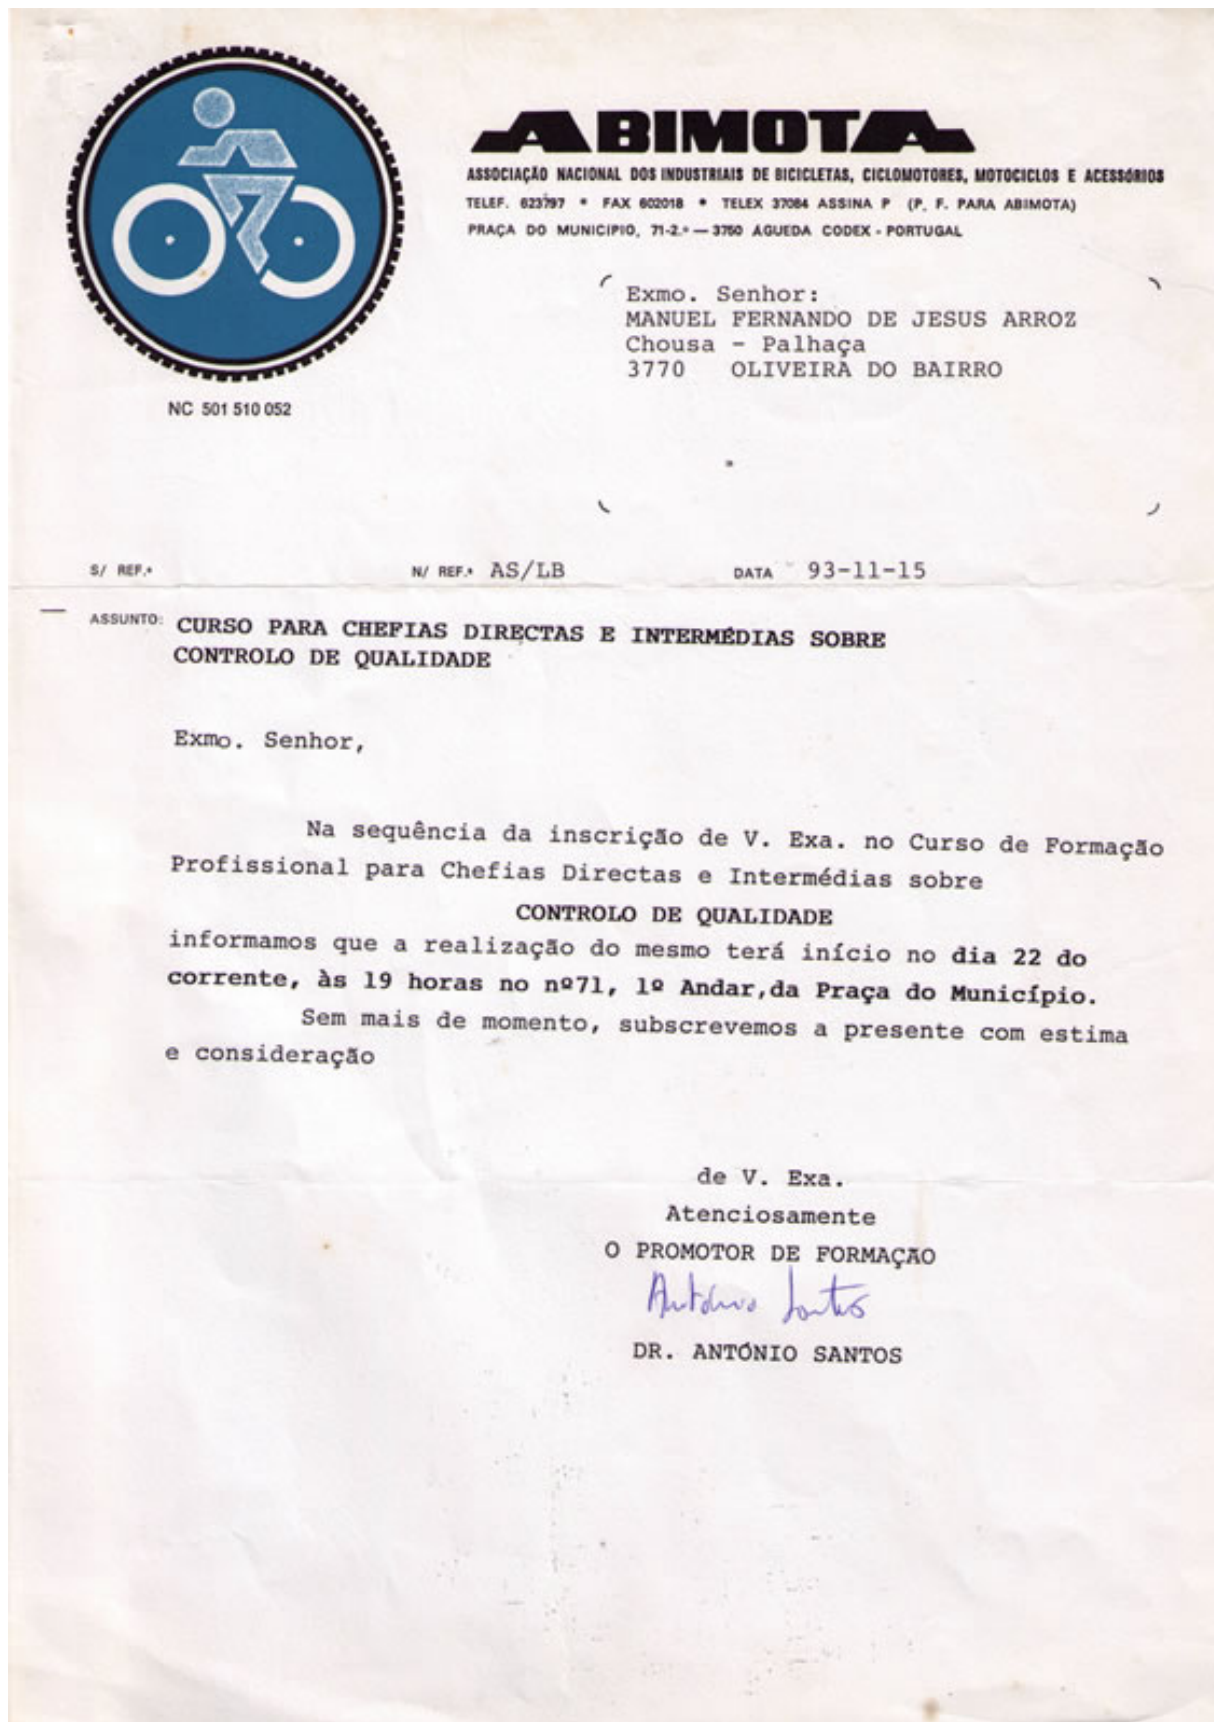 ABIMOTA
ASSOCIAÇÃO NACIONAL DOS INDUSTRIAIS DE BICICLETAS, CICLOMOTORES, MOTOCICLOS E ACESSÓRIOS
TELEF. 623797 • FAX 602018 • TELEX 37084 ASSINA P (P. F. PARA ABIMOTA)
PRAÇA DO MUNICÍPIO, 71-2.º — 3750 ÁGUEDA CODEX - PORTUGAL
Exmo. Senhor:
MANUEL FERNANDO DE JESUS ARROZ
Chousa - Palhaça
3770 OLIVEIRA DO BAIRRO
NC 501 510 052
S/ REF.ª N/ REF.ª AS/LB DATA 93-11-15
ASSUNTO: CURSO PARA CHEFIAS DIRECTAS E INTERMÉDIAS SOBRE
CONTROLO DE QUALIDADE
Exmo. Senhor,
Na sequência da inscrição de V. Exa. no Curso de Formação
Profissional para Chefias Directas e Intermédias sobre
CONTROLO DE QUALIDADE
informamos que a realização do mesmo terá início no dia 22 do
corrente, às 19 horas no nº71, 1º Andar,da Praça do Município.
Sem mais de momento, subscrevemos a presente com estima
e consideração
de V. Exa.
Atenciosamente
O PROMOTOR DE FORMAÇÃO
António Santos
DR. ANTÓNIO SANTOS